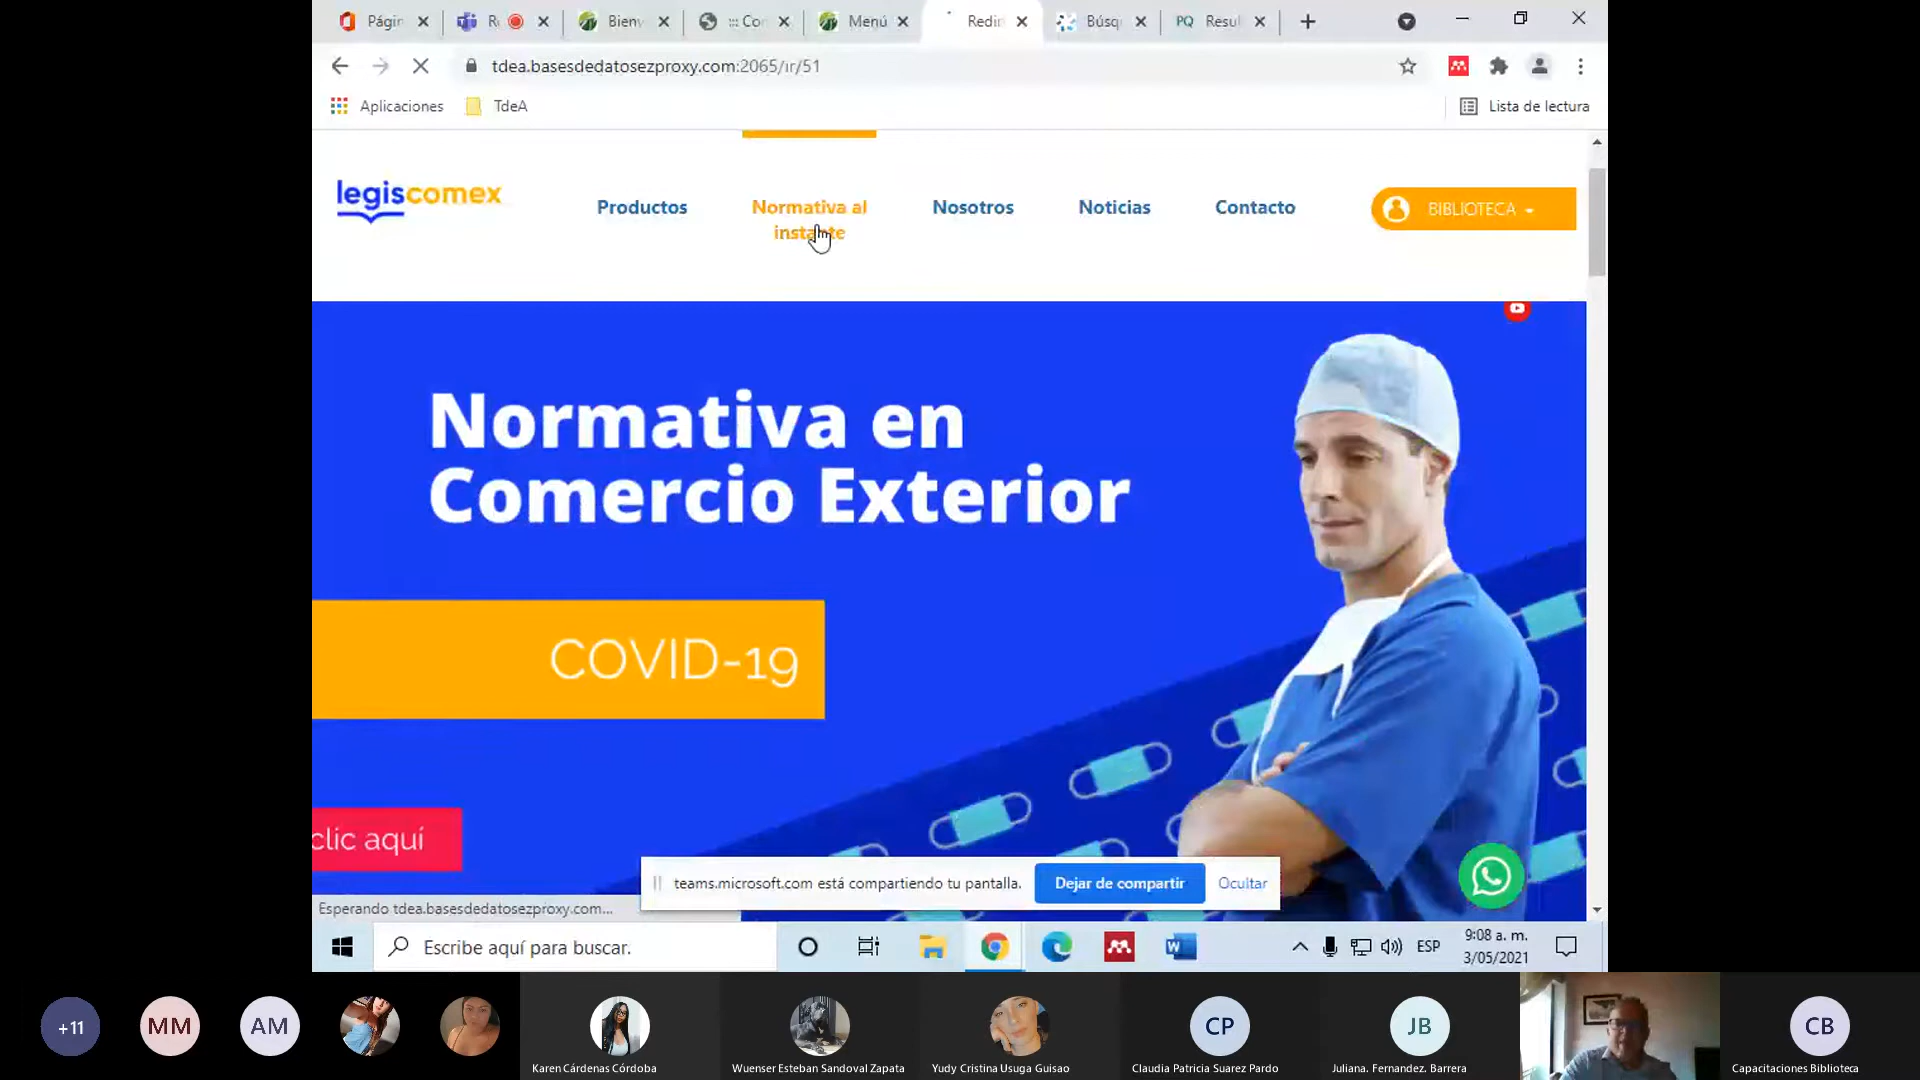 Págin
R
Bien
::: Con
Menú
Redir
Búsq
PQ Resul
tdea.basesdedatosezproxy.com:2065/ir/51
Aplicaciones TdeA Lista de lectura
legiscomex
Productos
Normativa al
instante
Nosotros
Noticias
Contacto
BIBLIOTECA
Normativa en
Comercio Exterior
COVID-19
clic aquí
teams.microsoft.com está compartiendo tu pantalla. Dejar de compartir Ocultar
Esperando tdea.basesdedatosezproxy.com...
Escribe aquí para buscar.
ESP
9:08 a. m.
3/05/2021
+11
MM
AM
CP
JB
CB
Karen Cárdenas Córdoba
Wuenser Esteban Sandoval Zapata
Yudy Cristina Usuga Guisao
Claudia Patricia Suarez Pardo
Juliana. Fernandez. Barrera
Capacitaciones Biblioteca